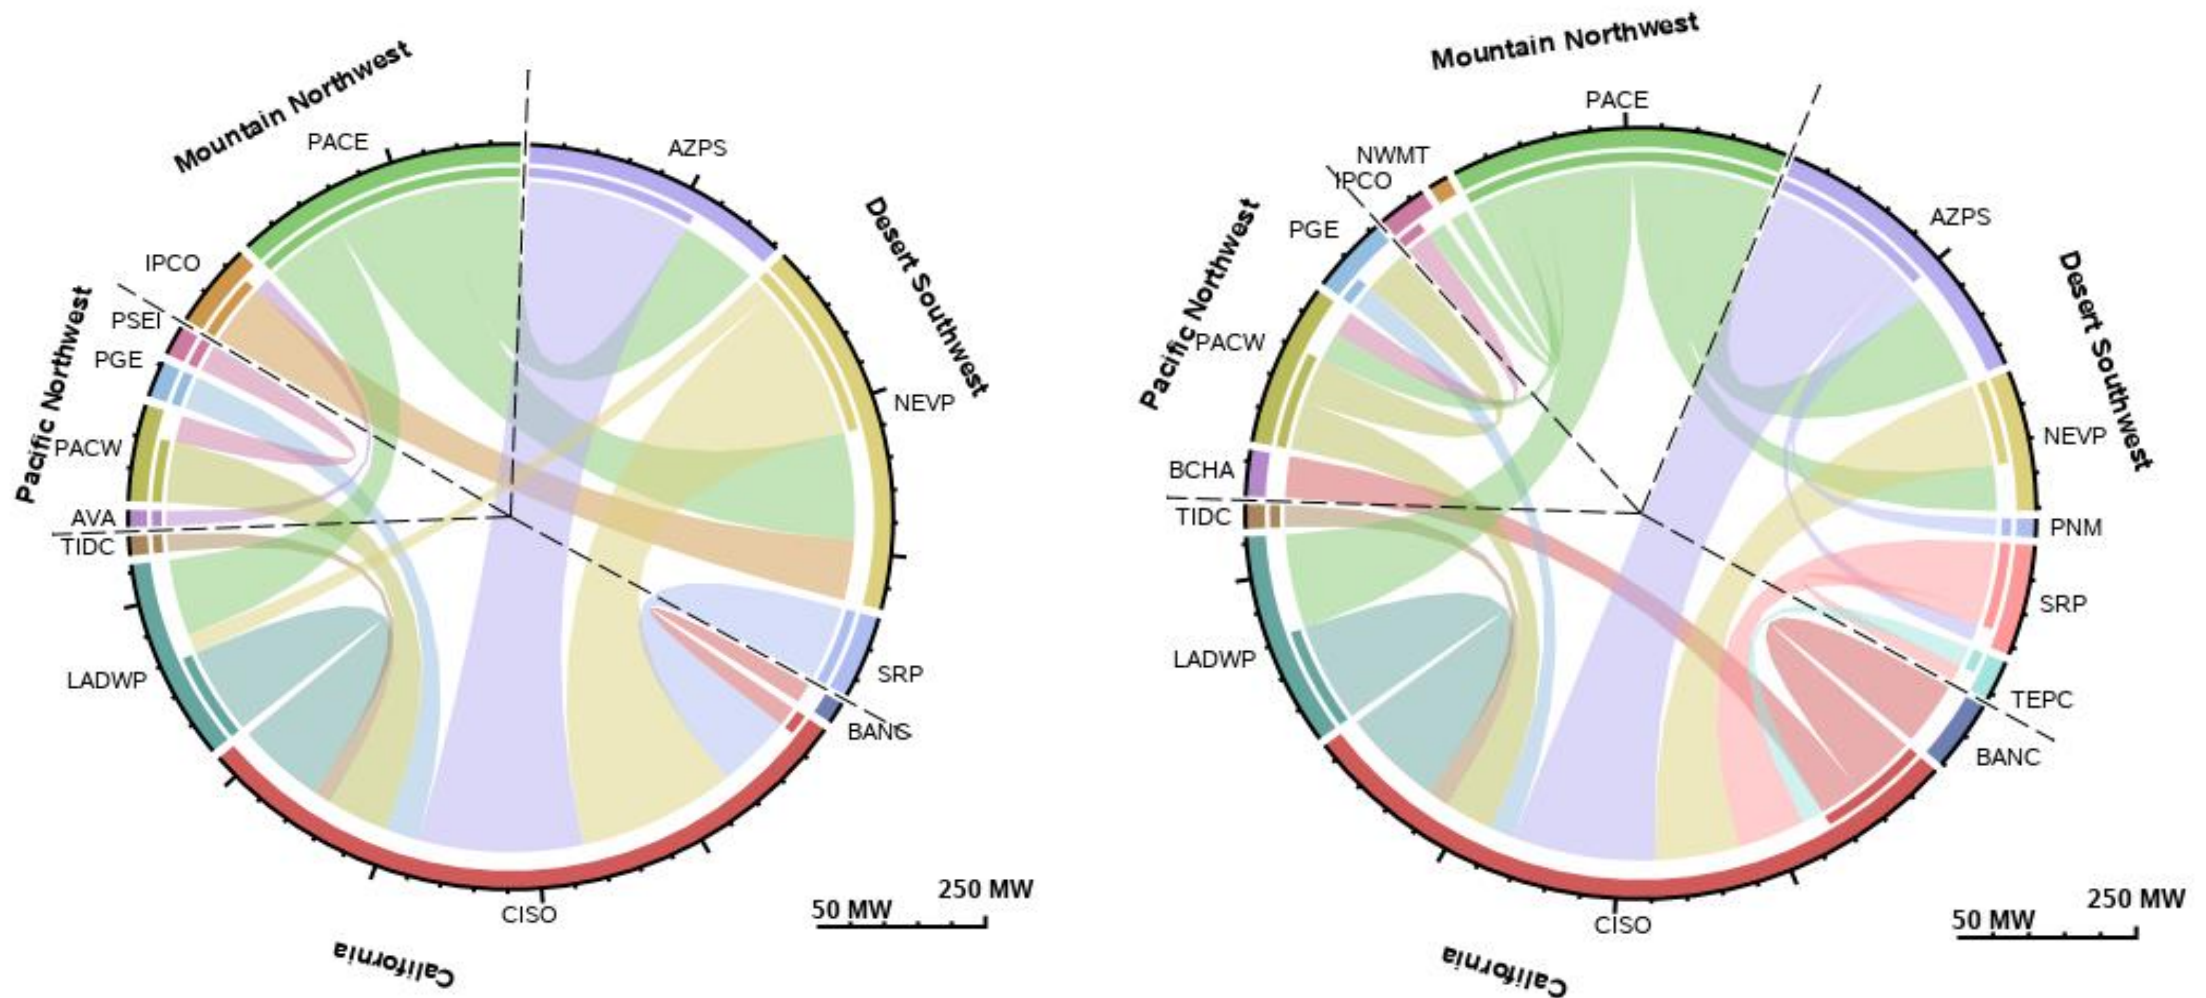 Mountain Northwest
PACE
AZPS
Desert Southwest
IPCO
PSEI
PGE
Pacific Northwest
NEVP
PACW
AVA
TIDC
LADWP
SRP
BANC
CISO
California
50 MW
250 MW
Mountain Northwest
PACE
NWMT
IPCO
PGE
AZPS
Pacific Northwest
Desert Southwest
PACW
NEVP
BCHA
TIDC
PNM
SRP
LADWP
TEPC
BANC
CISO
California
50 MW
250 MW